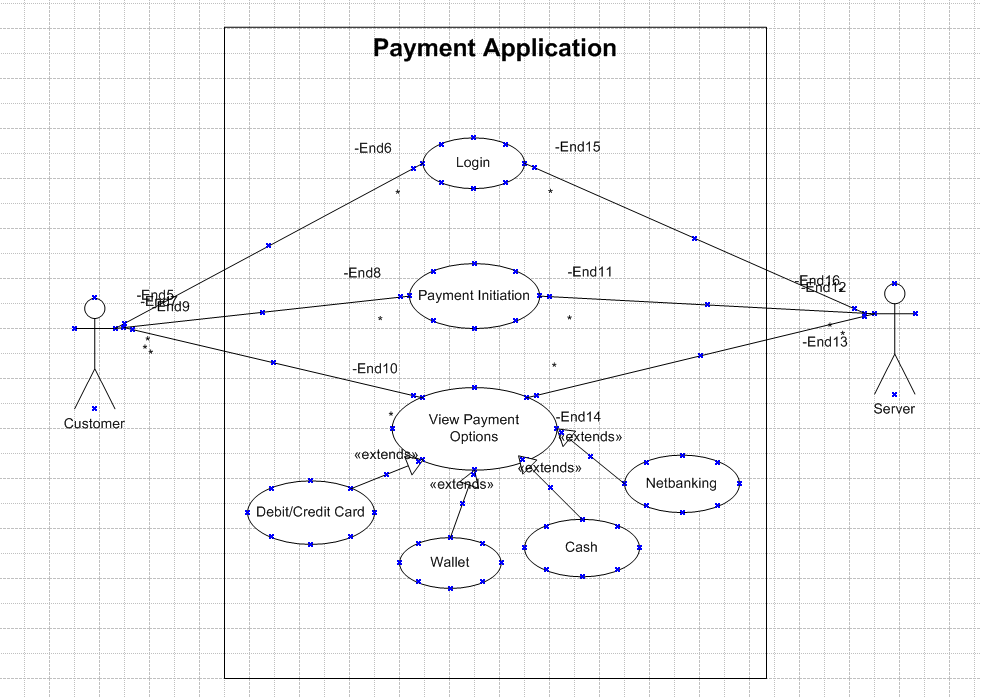 Payment Application
-End6
-End15
Login
*
*
-End8
-End11
-End16
-End12
-End5
-End9
Payment Initiation
*
*
*
*
-End13
*
*
*
*
-End10
*
-End14
View Payment
Options
«extends»
«extends»
«extends»
«extends»
Customer
Server
Netbanking
Debit/Credit Card
Cash
Wallet